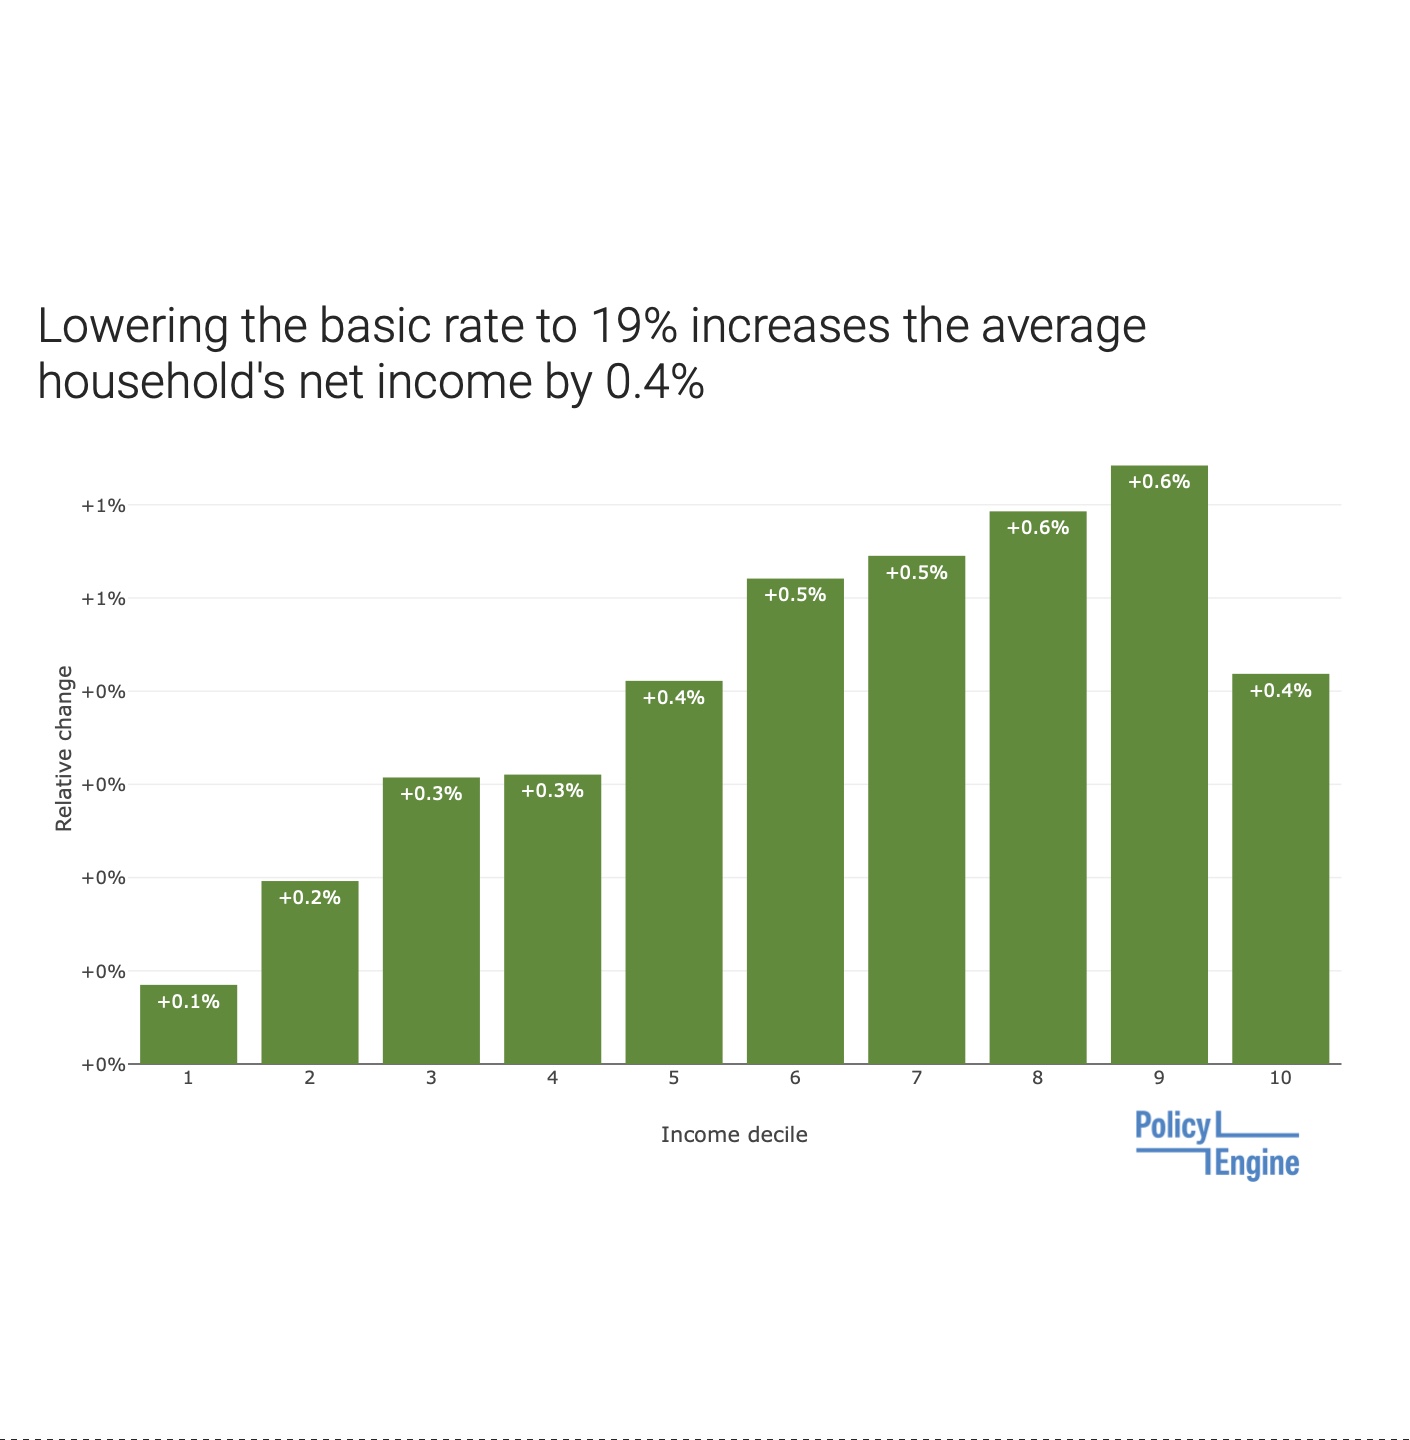 Lowering the basic rate to 19% increases the average
household's net income by 0.4%
+1%
+1%
+0%
+0%
+0%
+0%
+0%
Relative change
+0.1%
+0.2%
+0.3%
+0.3%
+0.4%
+0.5%
+0.5%
+0.6%
+0.6%
+0.4%
1 2 3 4 5 6 7 8 9 10
Income decile
Policy
Engine